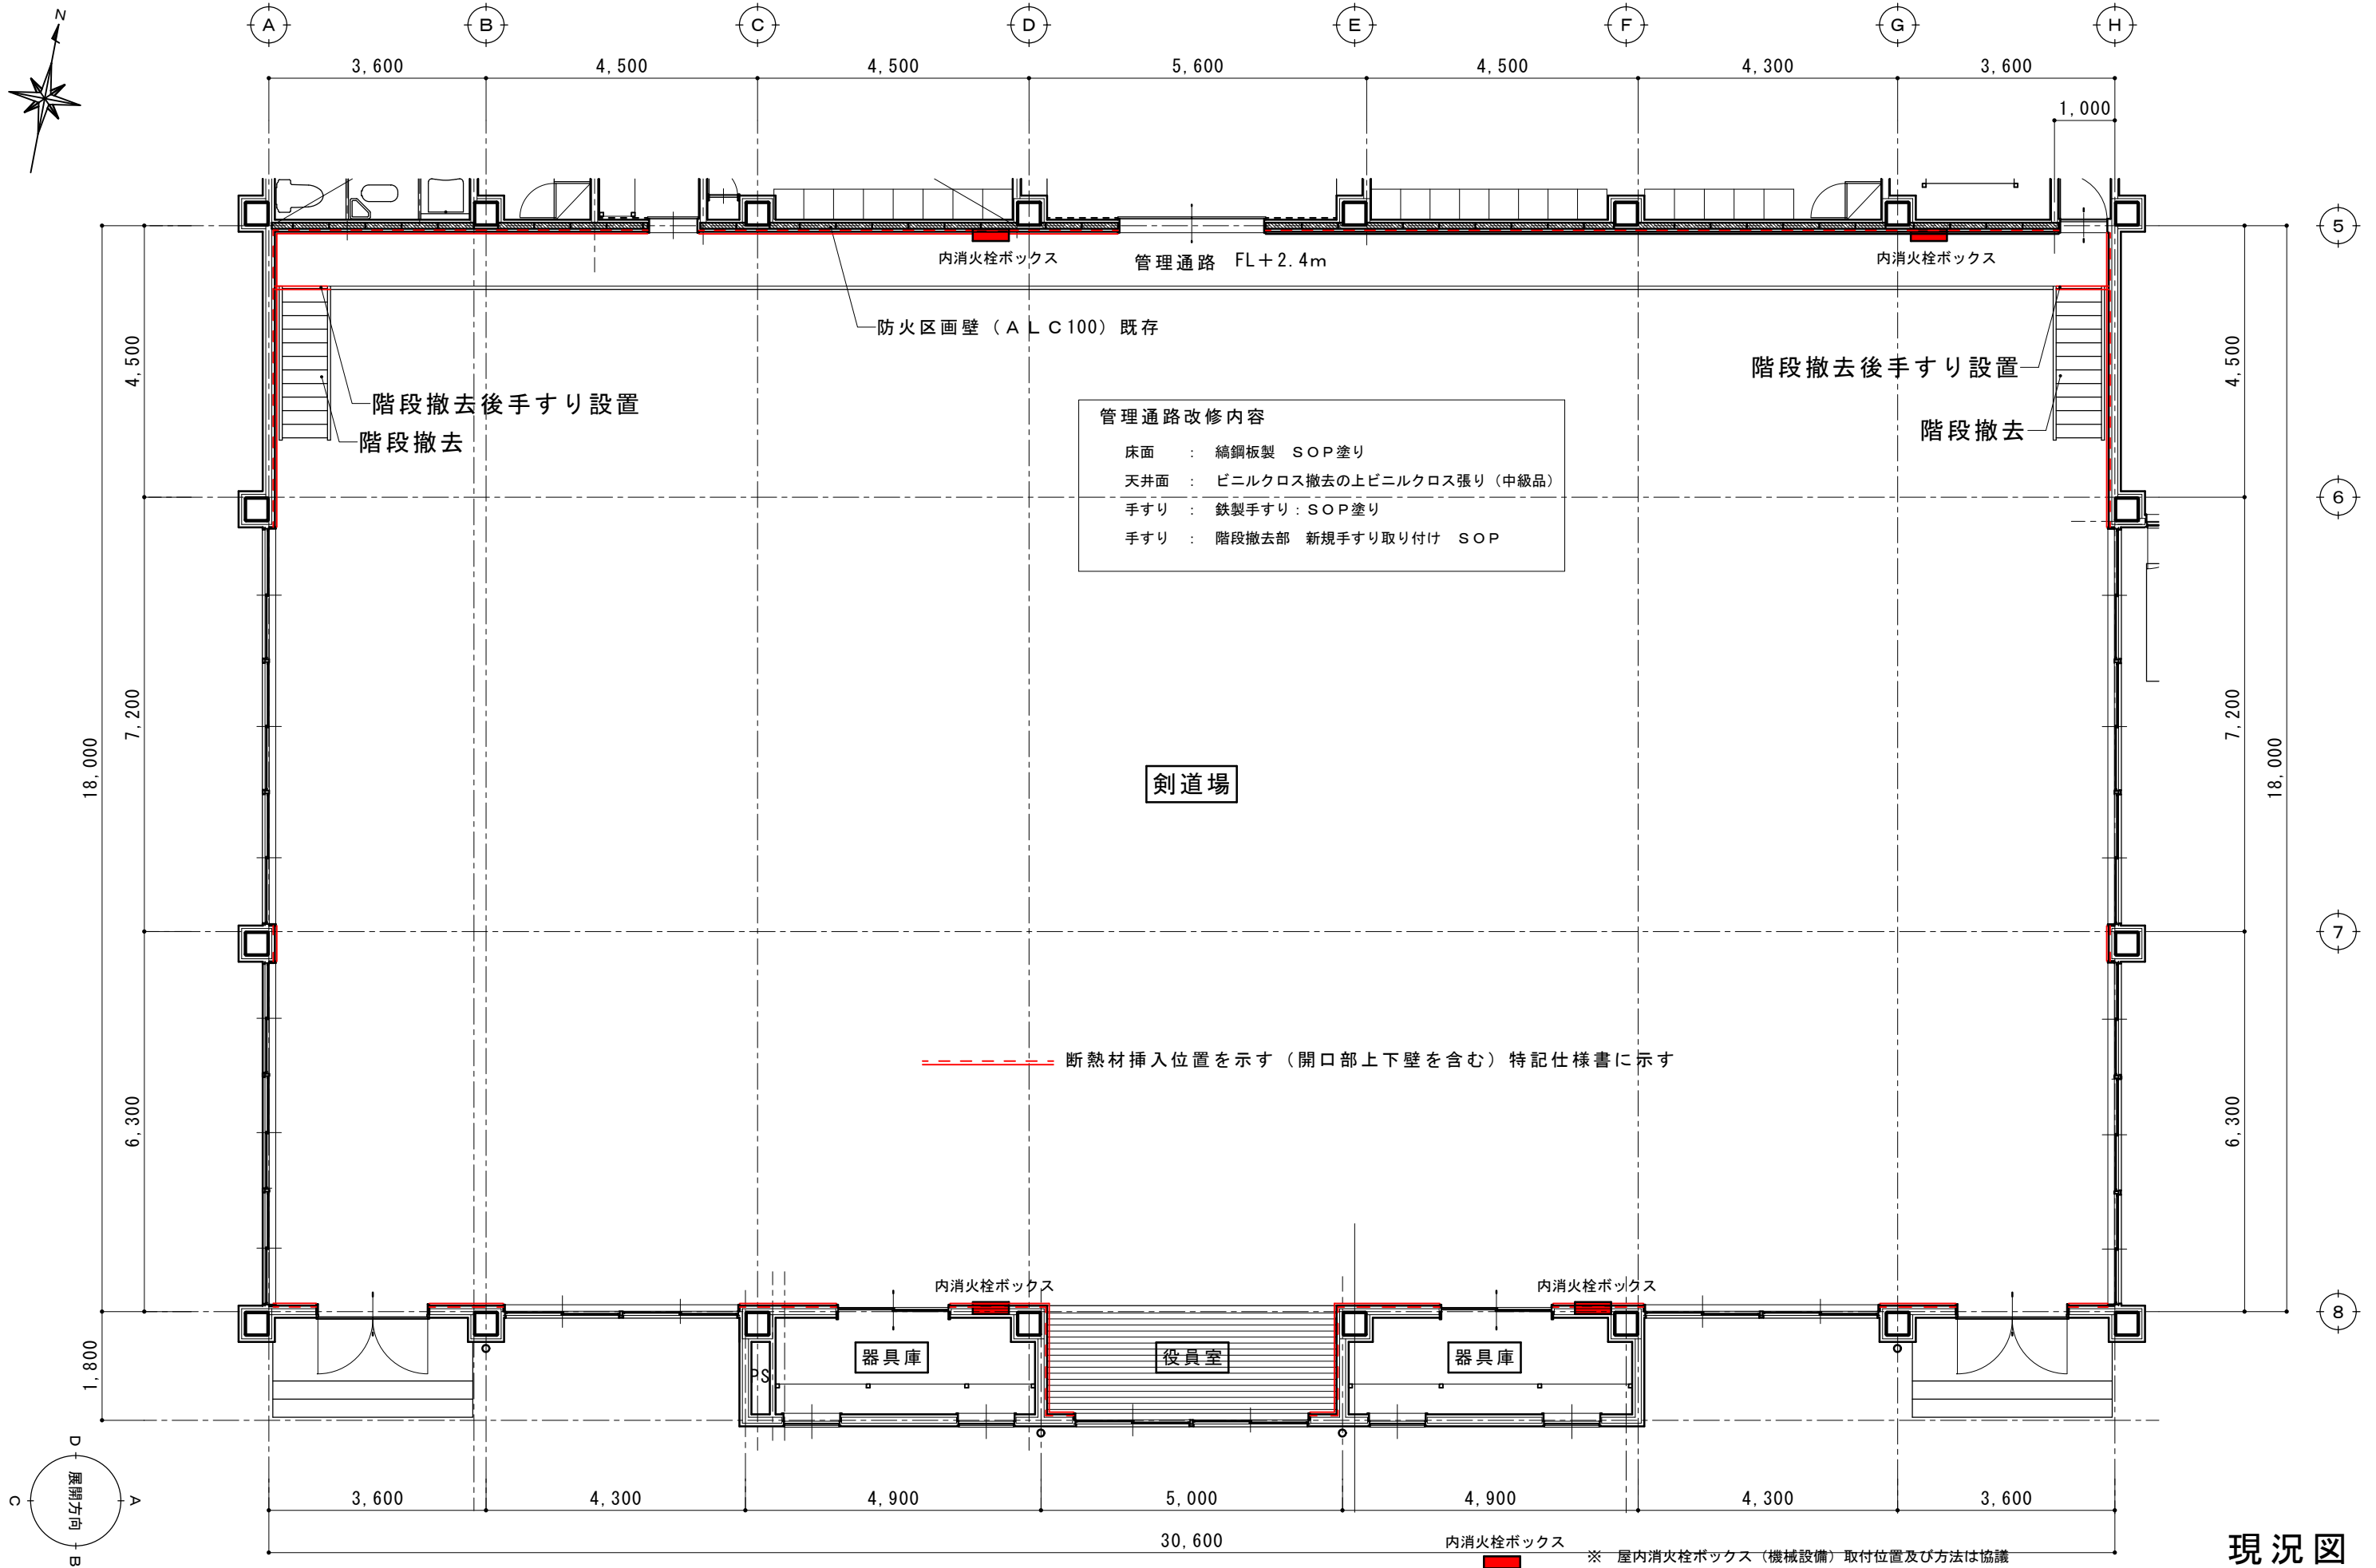 N
A B C D E F G H
3,600 4,500 4,500 5,600 4,500 4,300 3,600
1,000
5
内消火栓ボックス
管理通路 FL+2.4m
内消火栓ボックス
防火区画壁(ALC100)既存
階段撤去後手すり設置
階段撤去
階段撤去後手すり設置
階段撤去
4,500
4,500
管理通路改修内容
床面 : 縞鋼板製 SOP塗り
天井面 : ビニルクロス撤去の上ビニルクロス張り(中級品)
手すり : 鉄製手すり:SOP塗り
手すり : 階段撤去部 新規手すり取り付け SOP
6
7,200
18,000
7,200
18,000
剣道場
7
断熱材挿入位置を示す(開口部上下壁を含む)特記仕様書に示す
6,300
6,300
内消火栓ボックス
内消火栓ボックス
8
1,800
PS
器具庫
役員室
器具庫
D
A
展開方向
C
B
3,600 4,300 4,900 5,000 4,900 4,300 3,600
30,600
内消火栓ボックス
※ 屋内消火栓ボックス(機械設備)取付位置及び方法は協議
現況図